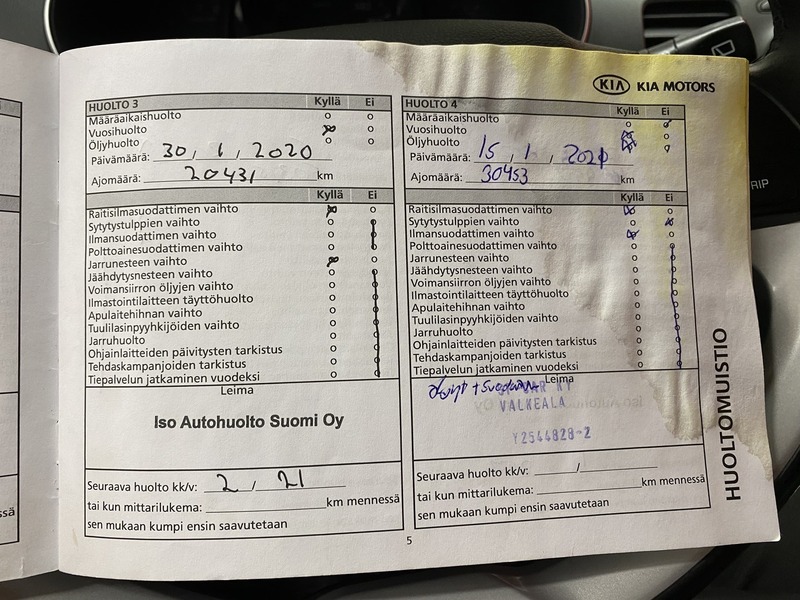 KIA KIA MOTORS
HUOLTO 3 Kyllä Ei
Määräaikaishuolto
Vuosihuolto
Öljyhuolto
Päivämäärä: 30, 1, 2020
Ajomäärä: 20431 km
Kyllä Ei
Raitisilmasuodattimen vaihto
Sytytystulppien vaihto
Ilmansuodattimen vaihto
Polttoainesuodattimen vaihto
Jarrunesteen vaihto
Jäähdytysnesteen vaihto
Voimansiirron öljyjen vaihto
Ilmastointilaitteen täyttöhuolto
Apulaitehihnan vaihto
Tuulilasinpyyhkijöiden vaihto
Jarruhuolto
Ohjainlaitteiden päivitysten tarkistus
Tehdaskampanjoiden tarkistus
Tiepalvelun jatkaminen vuodeksi
Leima
Iso Autohuolto Suomi Oy
Seuraava huolto kk/v: 2, 21
tai kun mittarilukema: km mennessä
sen mukaan kumpi ensin saavutetaan
HUOLTO 4 Kyllä Ei
Määräaikaishuolto
Vuosihuolto
Öljyhuolto
Päivämäärä: 15, 1, 2021
Ajomäärä: 30453 km
Kyllä Ei
Raitisilmasuodattimen vaihto
Sytytystulppien vaihto
Ilmansuodattimen vaihto
Polttoainesuodattimen vaihto
Jarrunesteen vaihto
Jäähdytysnesteen vaihto
Voimansiirron öljyjen vaihto
Ilmastointilaitteen täyttöhuolto
Apulaitehihnan vaihto
Tuulilasinpyyhkijöiden vaihto
Jarruhuolto
Ohjainlaitteiden päivitysten tarkistus
Tehdaskampanjoiden tarkistus
Tiepalvelun jatkaminen vuodeksi
Leima
KY
VALKEALA
Y2544828-2
Seuraava huolto kk/v: /
tai kun mittarilukema: km mennessä
sen mukaan kumpi ensin saavutetaan
HUOLTOMUISTIO
5
RIP
ssä